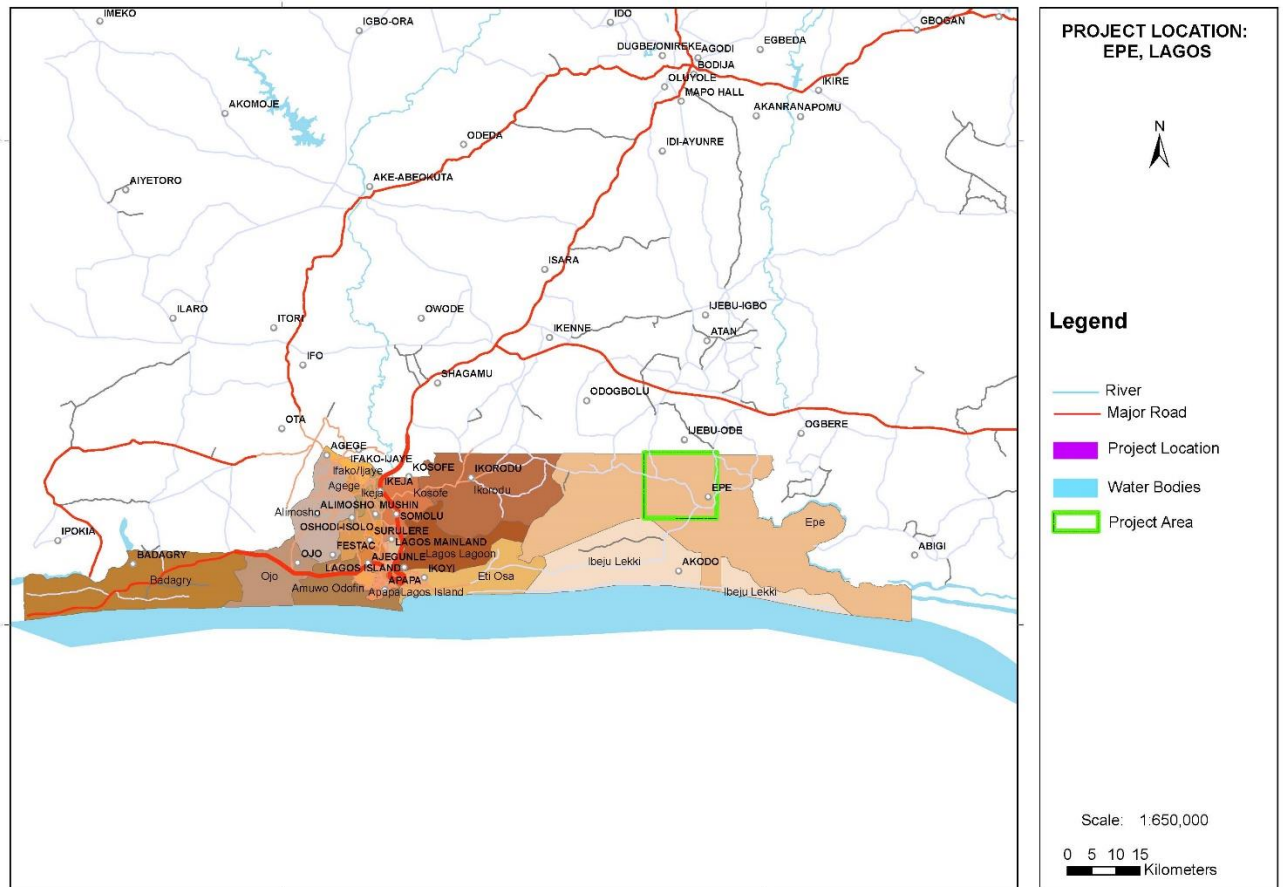 IMEKO
IGBO-ORA
IDO
GBOGAN
DUGBE/ONIREKE
AGODI
EGBEDA
BODIJA
OLUYOLE
IKIRE
MAPO HALL
AKOMOJE
AKANRAN
APOMU
ODEDA
IDI-AYUNRE
AIYETORO
AKE-ABEOKUTA
ISARA
ILARO
ITORI
OWODE
IJEBU-IGBO
IKENNE
ATAN
IFO
SHAGAMU
ODOGBOLU
OTA
IJEBU-ODE
OGBERE
AGEGE
IFAKO-IJAYE
Ifako/Ijaye
KOSOFE
IKORODU
Agege
IKEJA
Ikeja
Kosofe
Ikorodu
EPE
Alimosho
ALIMOSHO
MUSHIN
SOMOLU
Epe
OSHODI-ISOLO
SURULERE
IPOKIA
FESTAC
LAGOS MAINLAND
ABIGI
BADAGRY
OJO
AJEGUNLE
Lagos Lagoon
Ibeju Lekki
LAGOS ISLAND
IKOYI
Eti Osa
AKODO
Badagry
Ojo
APAPA
Amuwo Odofin
Apapa
Lagos Island
Ibeju Lekki
PROJECT LOCATION:
EPE, LAGOS
N
Legend
River
Major Road
Project Location
Water Bodies
Project Area
Scale: 1:650,000
0 5 10 15
Kilometers